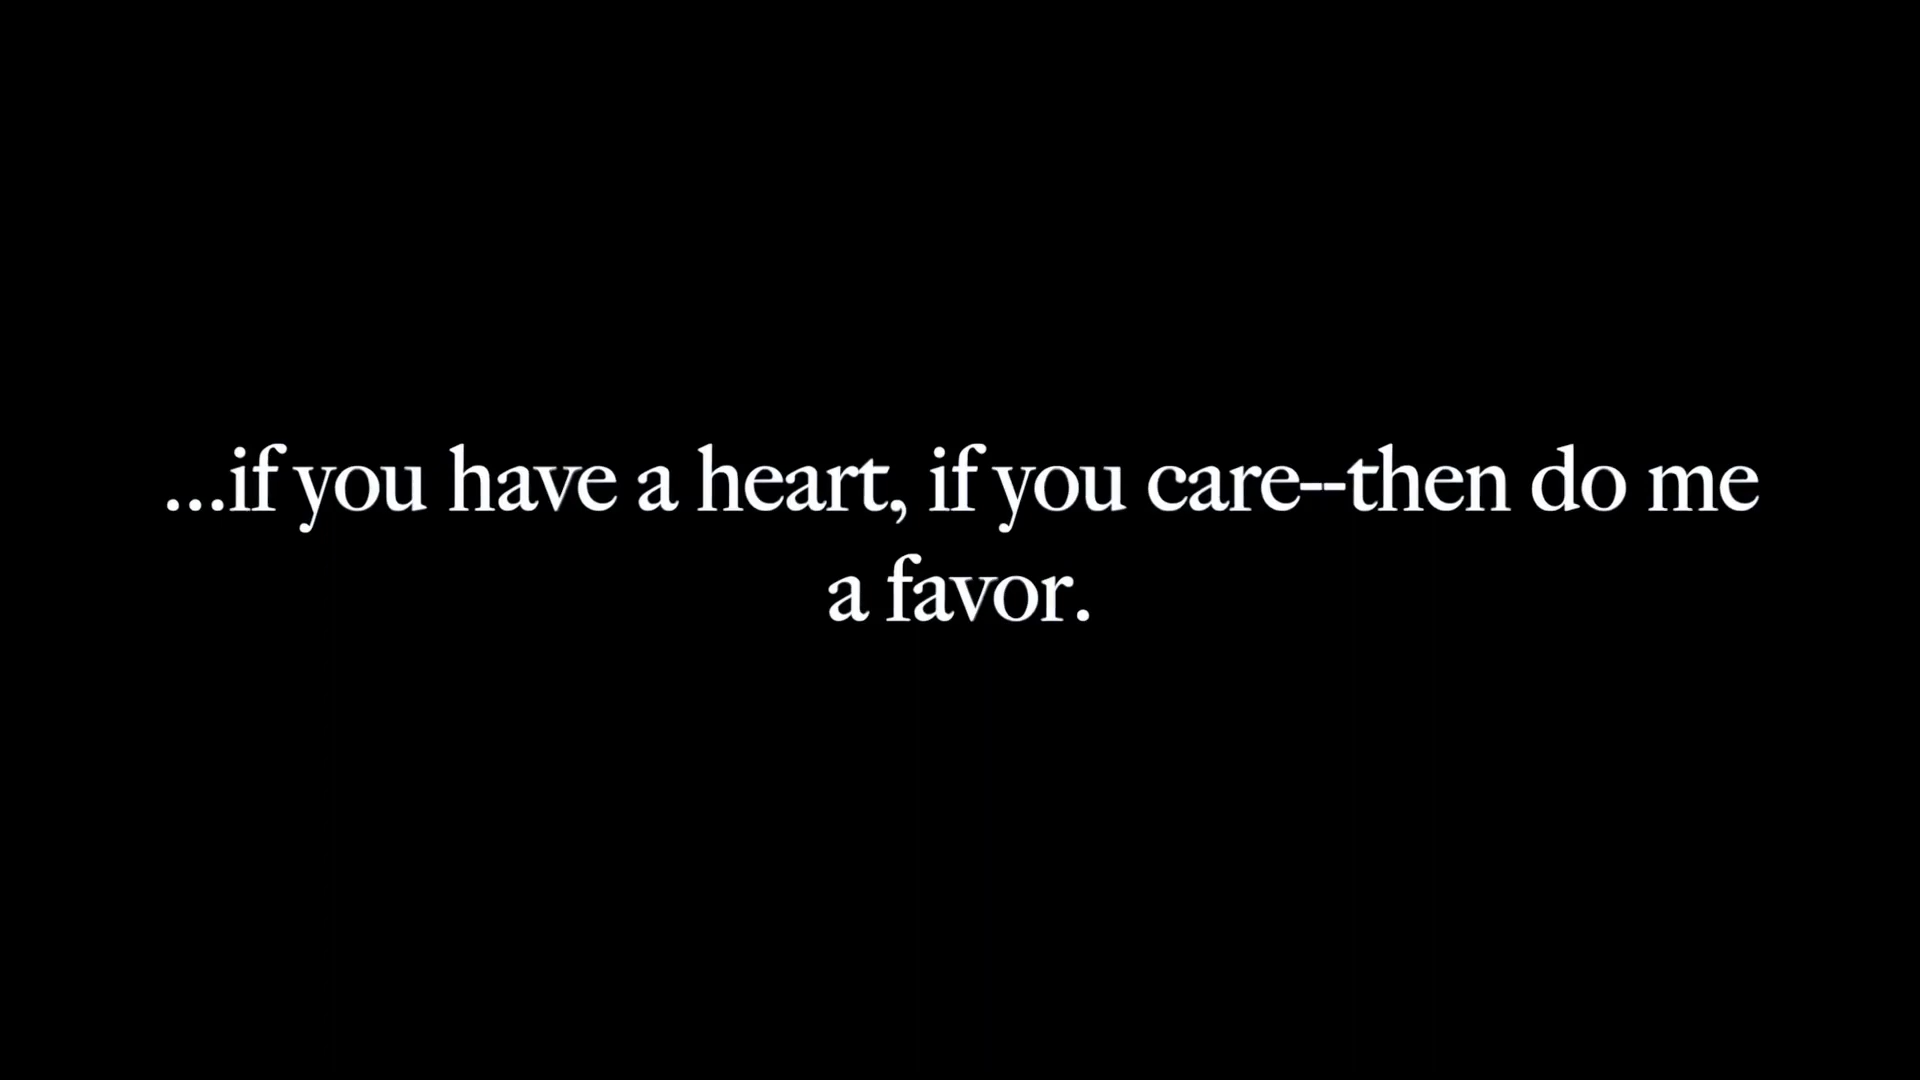 ...if you have a heart, if you care--then do me
a favor.